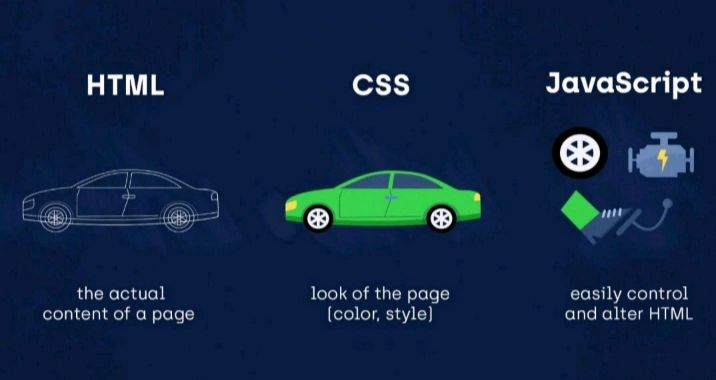 HTML
CSS
JavaScript
the actual
content of a page
look of the page
(color, style)
easily control
and alter HTML